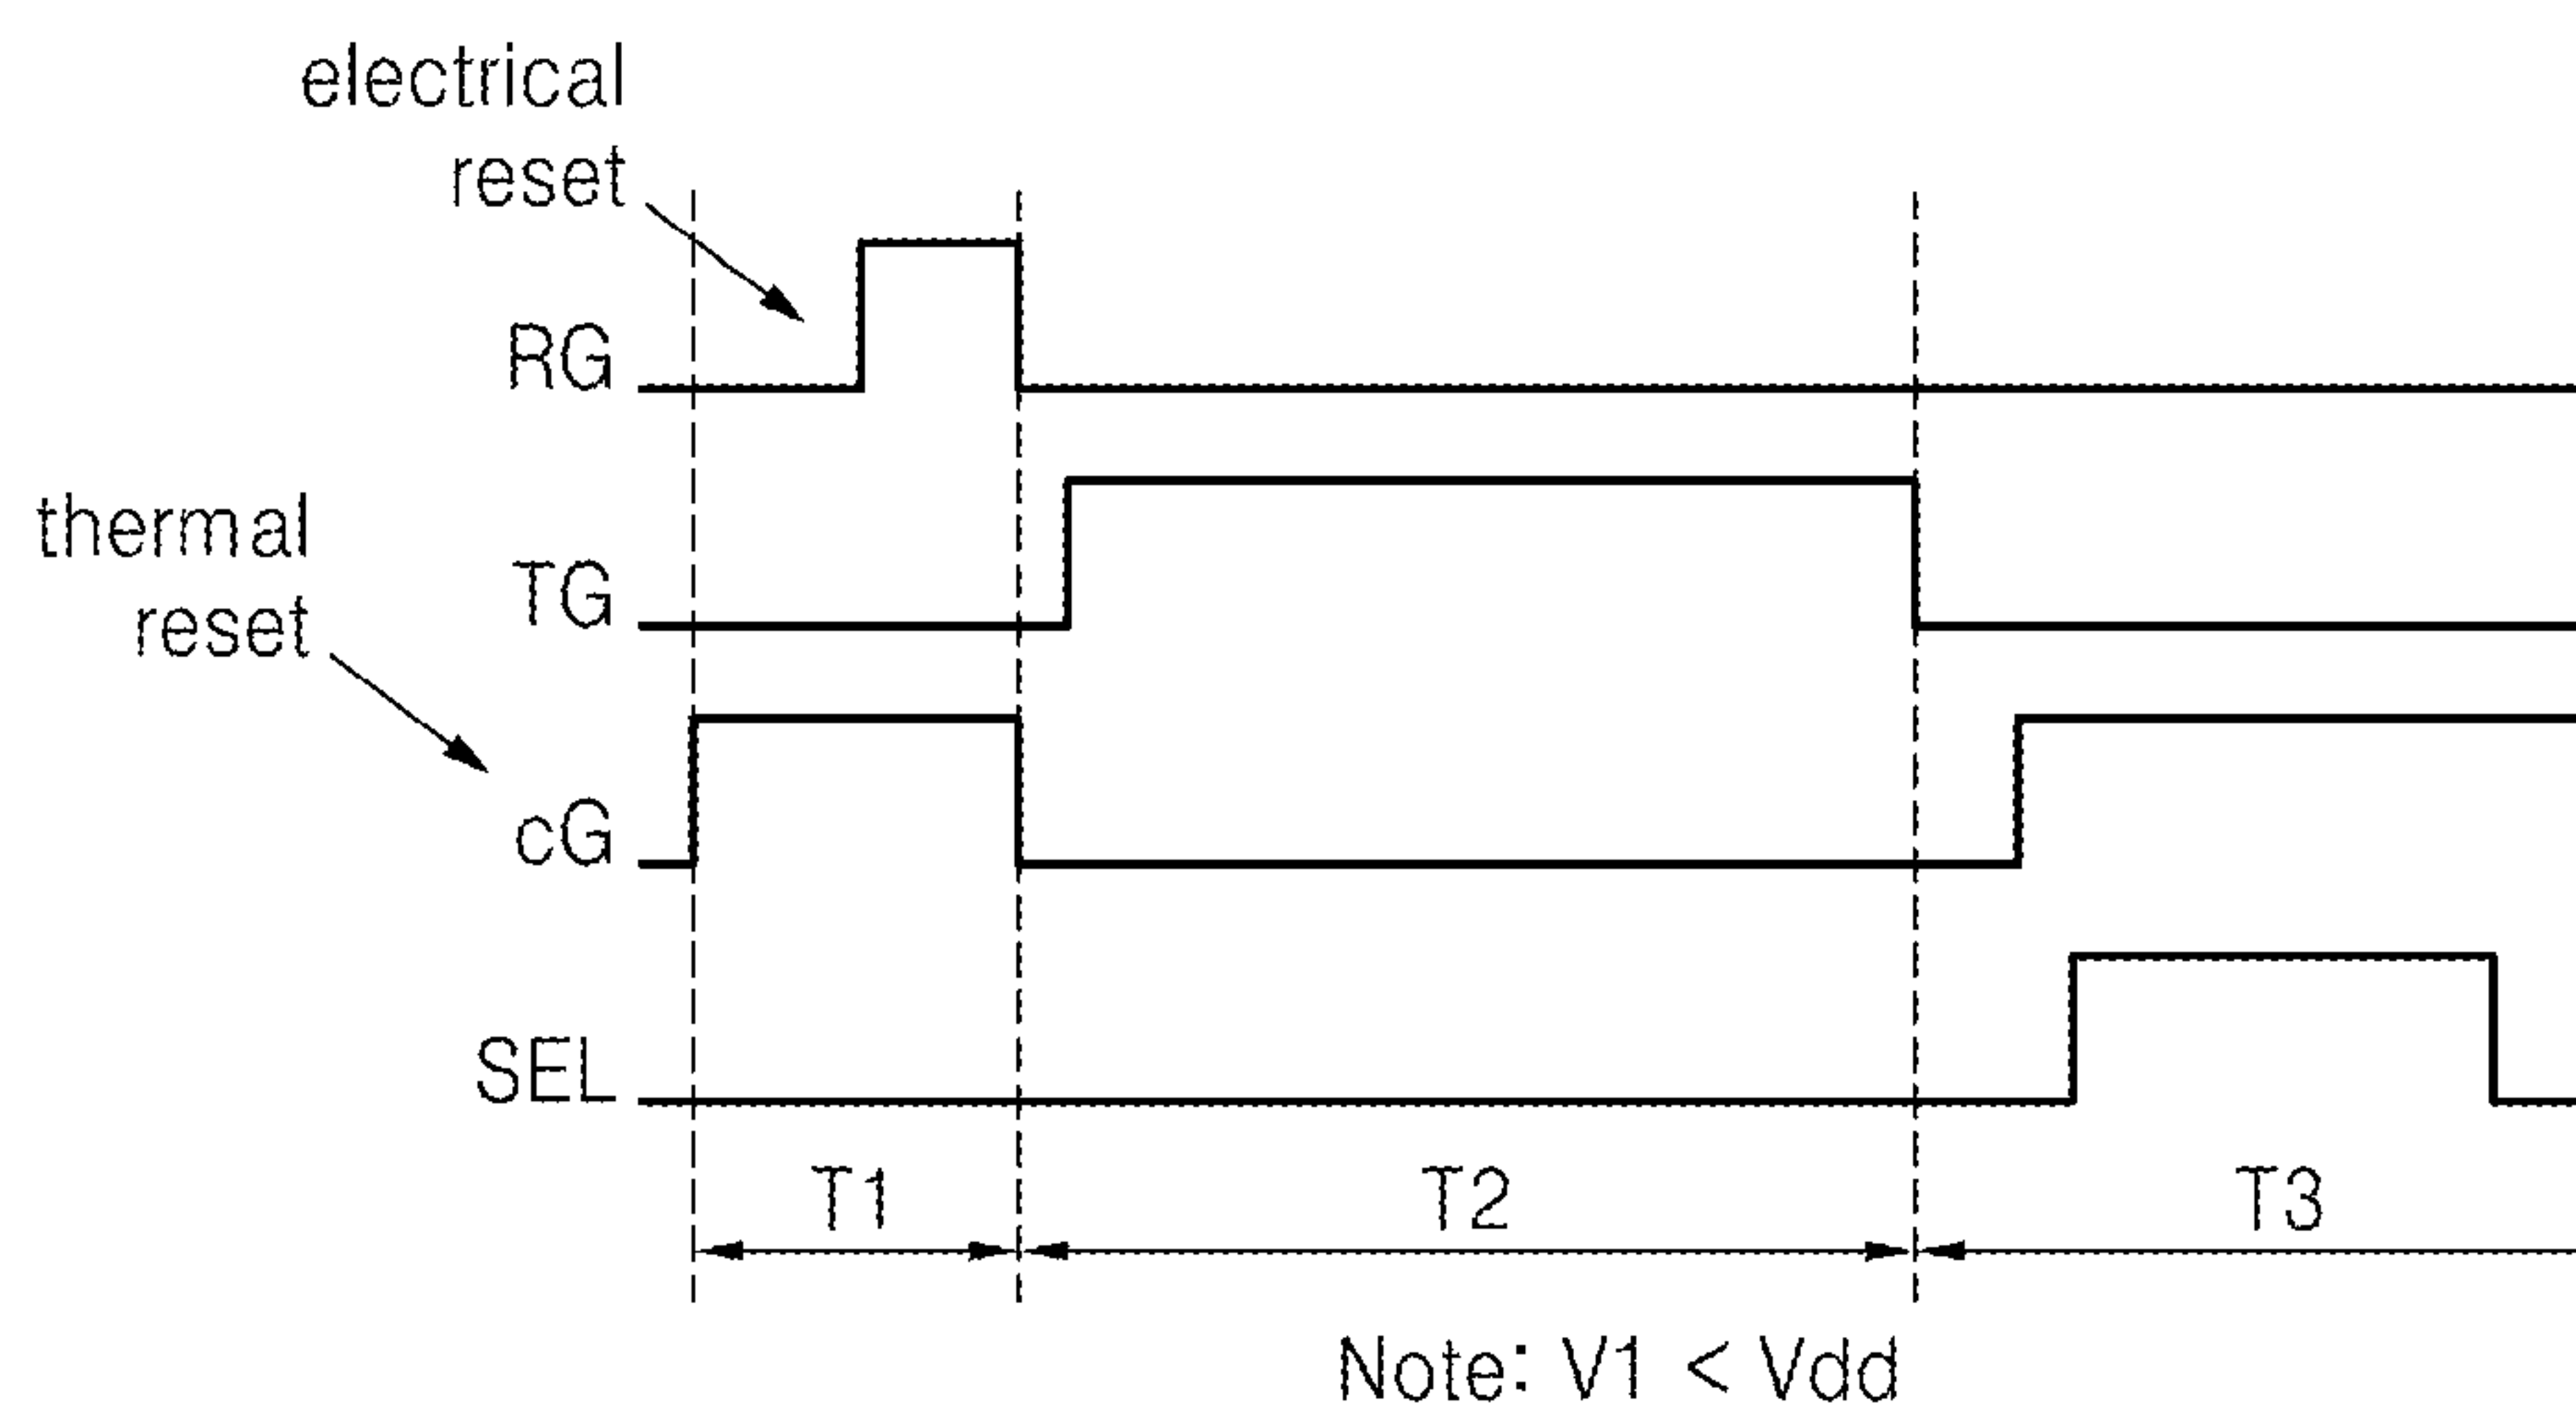 electrical
reset
RG
thermal
reset
TG
cG
SEL
T1 T2 T3
Note: V1 < Vdd